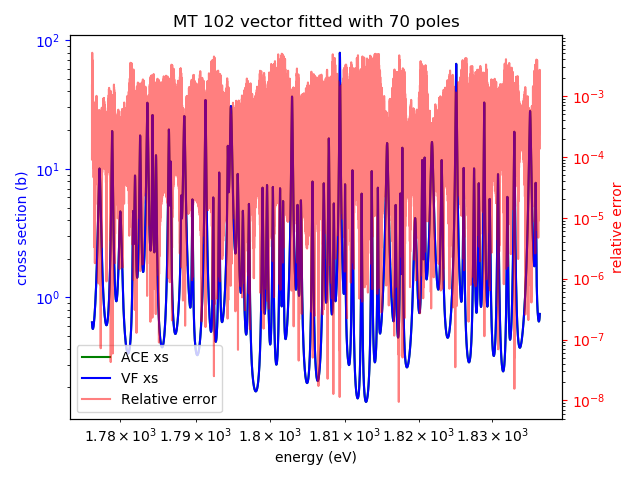 MT 102 vector fitted with 70 poles
10²
10¹
10⁰
cross section (b)
10⁻³
10⁻⁴
10⁻⁵
10⁻⁶
10⁻⁷
10⁻⁸
relative error
ACE xs
VF xs
Relative error
1.78 × 10³ 1.79 × 10³ 1.8 × 10³ 1.81 × 10³ 1.82 × 10³ 1.83 × 10³
energy (eV)